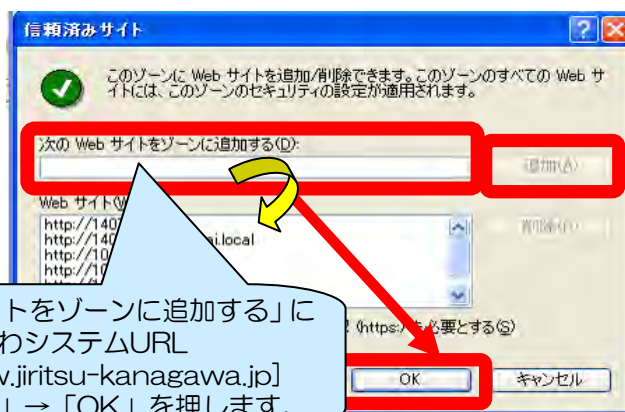 信頼済みサイト
このゾーンに Web サイトを追加/削除できます。このゾーンのすべての Web サ
イトには、このゾーンのセキュリティの設定が適用されます。
次の Web サイトをゾーンに追加する(D):
追加(A)
Web サイト(W
http://140
http://140 ai.local
http://10
http://10
削除(R)
(https:) を必要とする(S)
イトをゾーンに追加する」に
わシステムURL
w.jiritsu-kanagawa.jp]
」→「OK」を押します。
OK
キャンセル